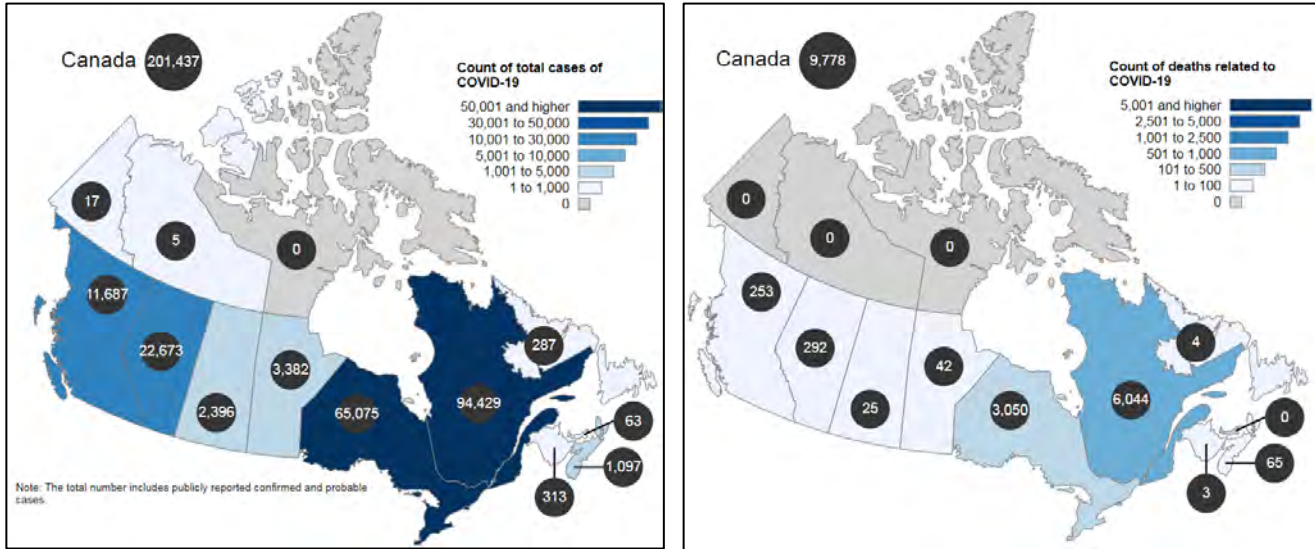 Canada
201,437
Count of total cases of
COVID-19
50,001 and higher
30,001 to 50,000
10,001 to 30,000
5,001 to 10,000
1,001 to 5,000
1 to 1,000
0
17
5
0
11,687
22,673
2,396
3,382
65,075
94,429
287
63
1,097
313
Note: The total number includes publicly reported confirmed and probable
cases.
Canada
9,778
Count of deaths related to
COVID-19
5,001 and higher
2,501 to 5,000
1,001 to 2,500
501 to 1,000
101 to 500
1 to 100
0
0
0
0
253
292
25
42
3,050
6,044
4
0
65
3